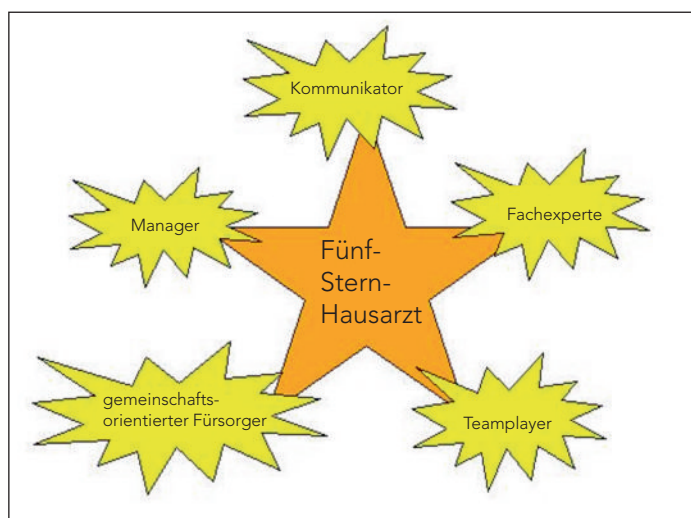 Kommunikator
Manager
Fachexperte
Fünf-
Stern-
Hausarzt
gemeinschafts-
orientierter Fürsorger
Teamplayer